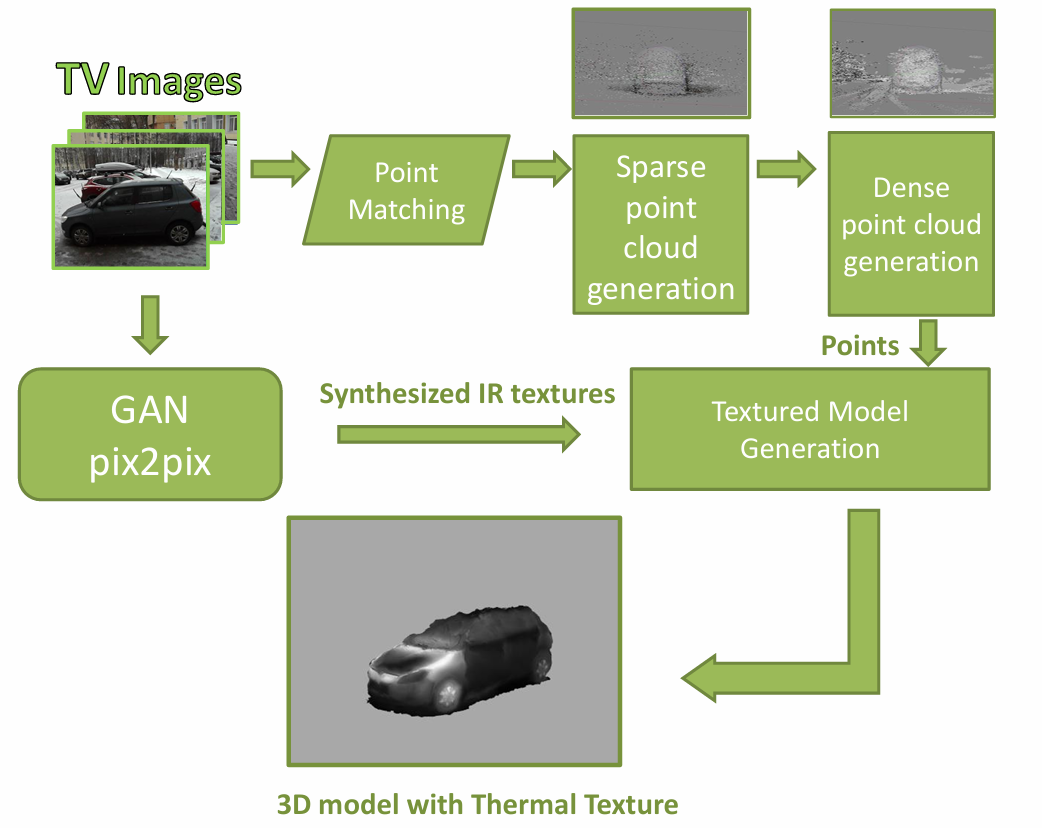 TV Images
Point
Matching
Sparse
point
cloud
generation
Dense
point cloud
generation
Points
GAN
pix2pix
Synthesized IR textures
Textured Model
Generation
3D model with Thermal Texture